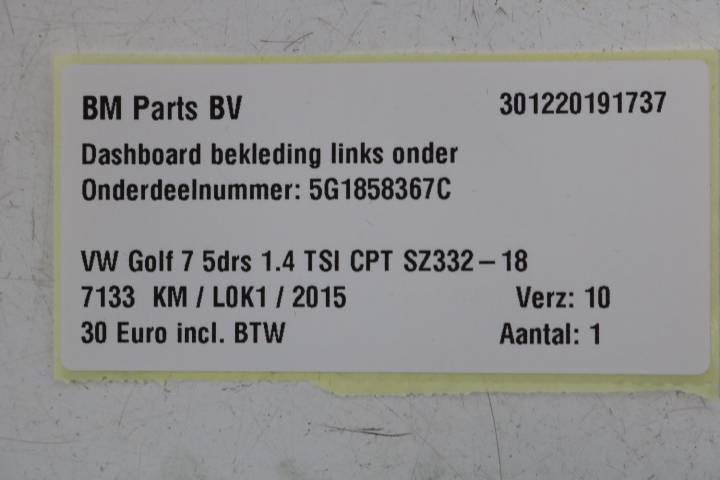 BM Parts BV 301220191737
Dashboard bekleding links onder
Onderdeelnummer: 5G1858367C
VW Golf 7 5drs 1.4 TSI CPT SZ332-18
7133 KM / L0K1 / 2015 Verz: 10
30 Euro incl. BTW Aantal: 1